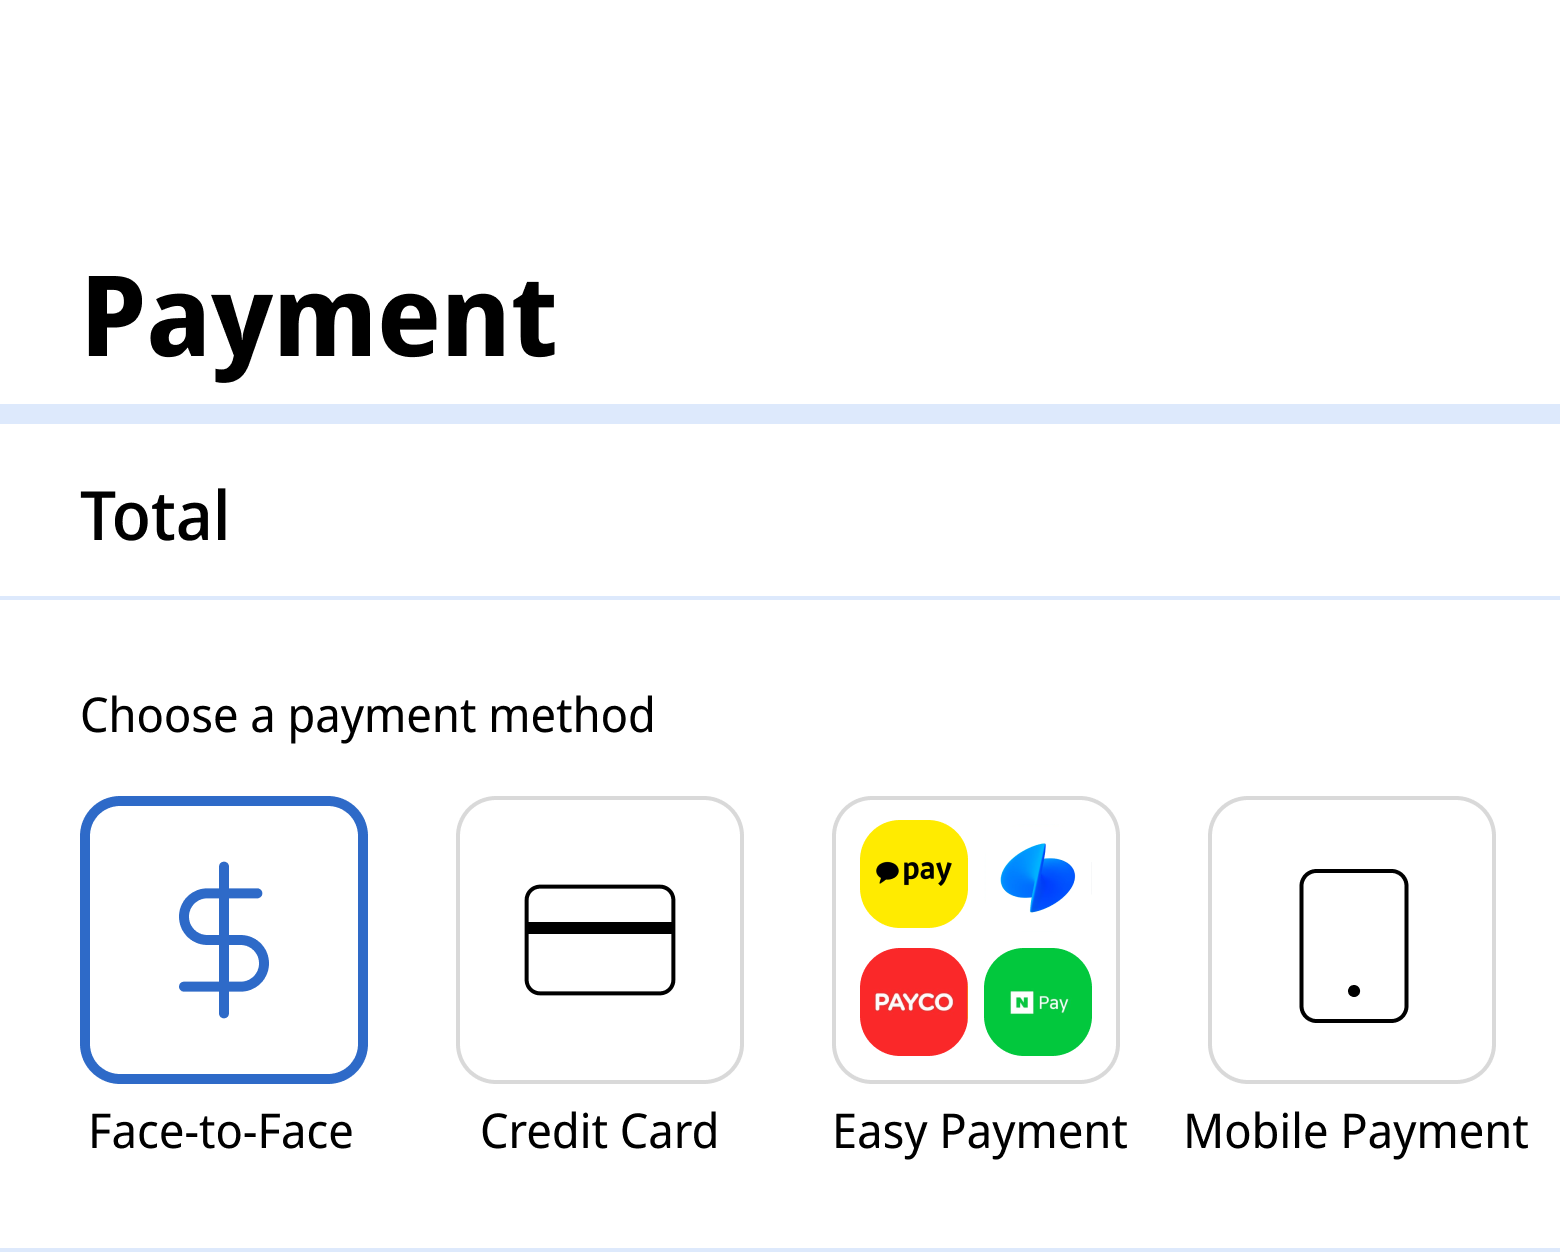 Payment
Total
Choose a payment method
pay
PAYCO
N Pay
Face-to-Face
Credit Card
Easy Payment
Mobile Payment